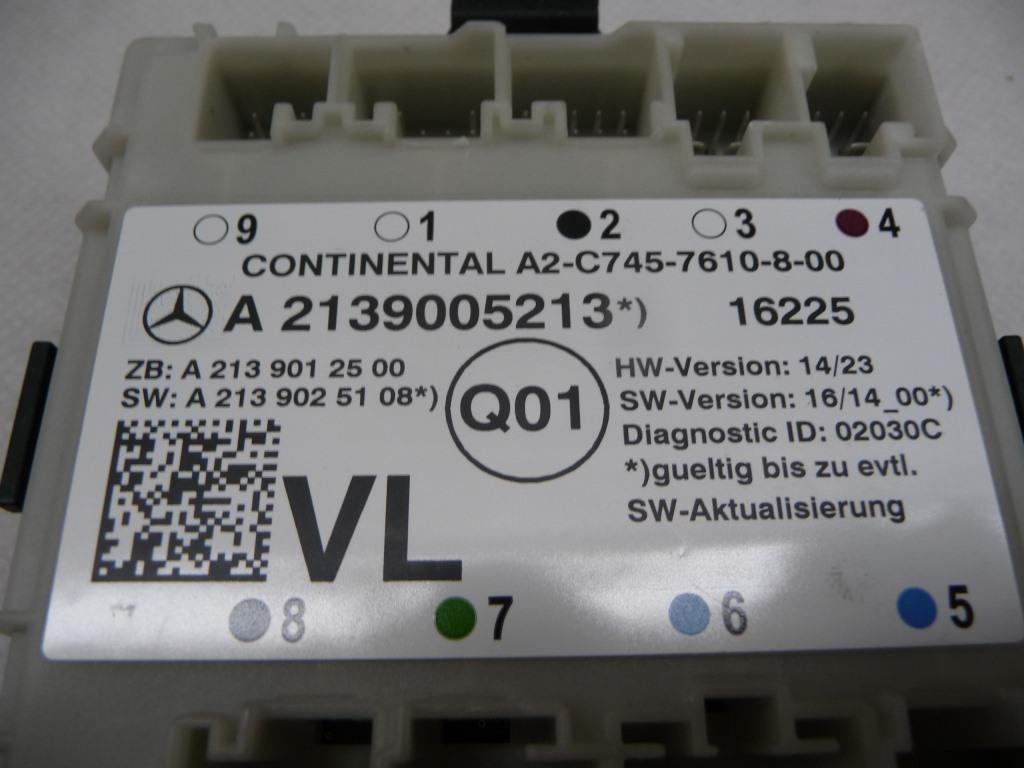 9 1 2 3 4
CONTINENTAL A2-C745-7610-8-00
A 2139005213*) 16225
ZB: A 213 901 25 00
SW: A 213 902 51 08*)
Q01
HW-Version: 14/23
SW-Version: 16/14_00*)
Diagnostic ID: 02030C
*)gueltig bis zu evtl.
SW-Aktualisierung
VL
8 7 6 5